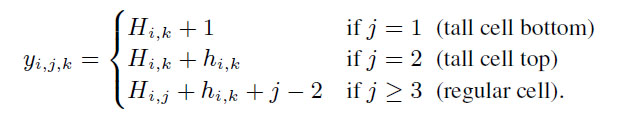 y_{i,j,k} = { H_{i,k} + 1 if j = 1 (tall cell bottom)
H_{i,k} + h_{i,k} if j = 2 (tall cell top)
H_{i,j} + h_{i,k} + j − 2 if j ≥ 3 (regular cell).